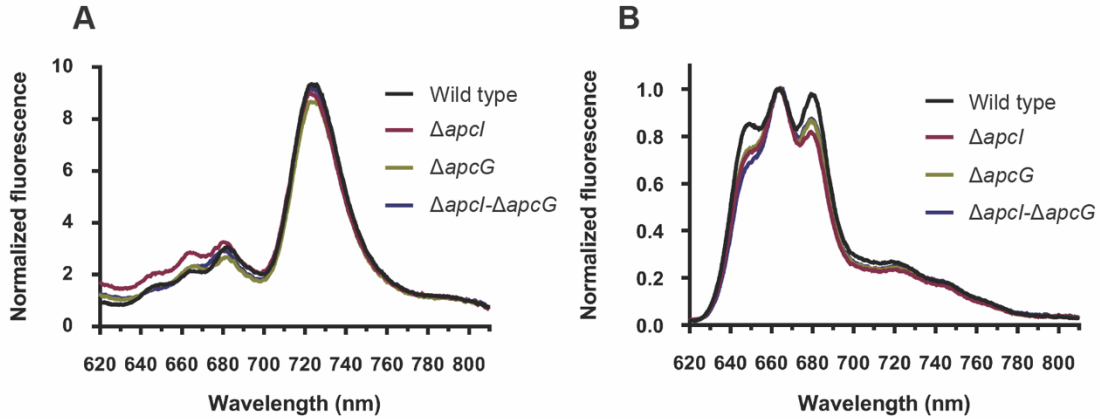 A
Normalized fluorescence
10
8
6
4
2
0
620 640 660 680 700 720 740 760 780 800
Wavelength (nm)
Wild type
ΔapcI
ΔapcG
ΔapcI-ΔapcG
B
Normalized fluorescence
1.0
0.8
0.6
0.4
0.2
0.0
620 640 660 680 700 720 740 760 780 800
Wavelength (nm)
Wild type
ΔapcI
ΔapcG
ΔapcI-ΔapcG